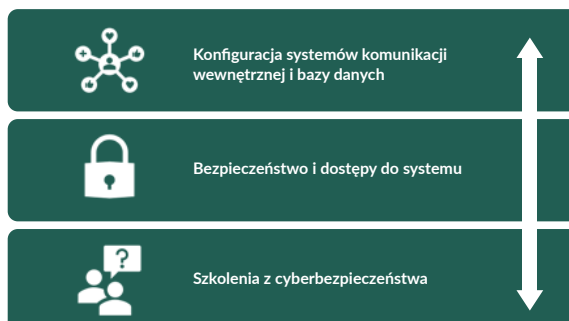 Konfiguracja systemów komunikacji
wewnętrznej i bazy danych
Bezpieczeństwo i dostępy do systemu
?
Szkolenia z cyberbezpieczeństwa